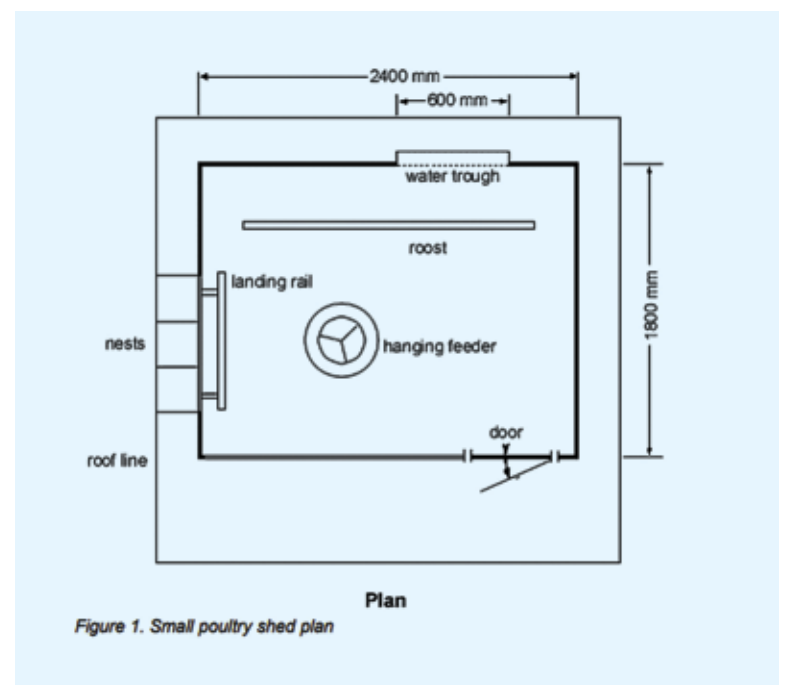 2400 mm
600 mm
water trough
roost
landing rail
1800 mm
nests
hanging feeder
door
roof line
Plan
Figure 1. Small poultry shed plan